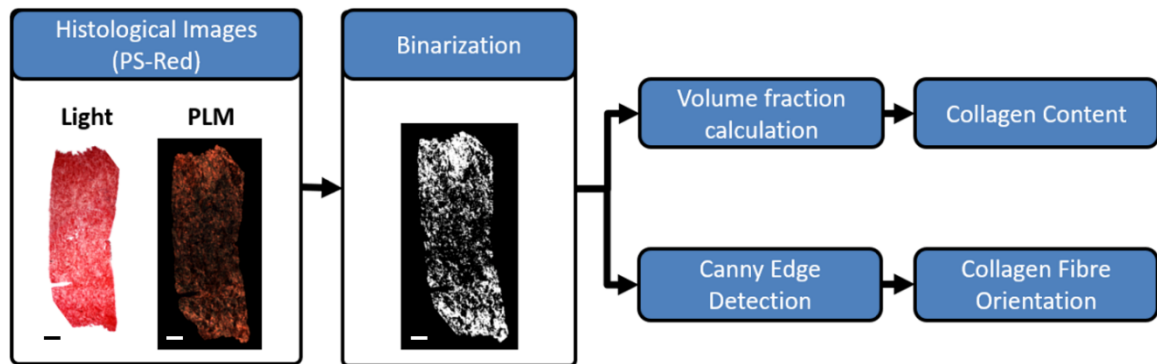 Histological Images
(PS-Red)
Light
PLM
Binarization
Volume fraction
calculation
Collagen Content
Canny Edge
Detection
Collagen Fibre
Orientation